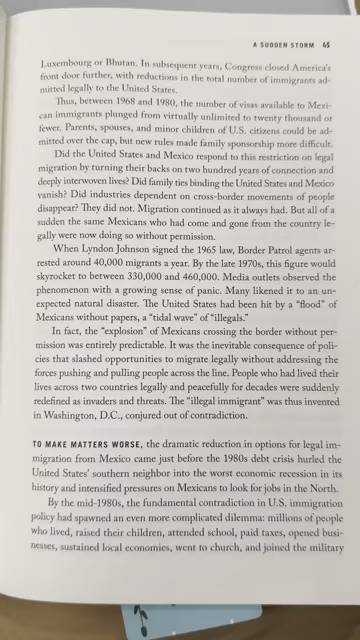 A SUDDEN STORM 45
Luxembourg or Bhutan. In subsequent years, Congress closed America's
front door further, with reductions in the total number of immigrants ad-
mitted legally to the United States.
Thus, between 1968 and 1980, the number of visas available to Mexi-
can immigrants plunged from virtually unlimited to twenty thousand or
fewer. Parents, spouses, and minor children of U.S. citizens could be ad-
mitted over the cap, but new rules made family sponsorship more difficult.
Did the United States and Mexico respond to this restriction on legal
migration by turning their backs on two hundred years of connection and
deeply interwoven lives? Did family ties binding the United States and Mexico
vanish? Did industries dependent on cross-border movements of people
disappear? They did not. Migration continued as it always had. But all of a
sudden the same Mexicans who had come and gone from the country le-
gally were now doing so without permission.
When Lyndon Johnson signed the 1965 law, Border Patrol agents ar-
rested around 40,000 migrants a year. By the late 1970s, this figure would
skyrocket to between 330,000 and 460,000. Media outlets observed the
phenomenon with a growing sense of panic. Many likened it to an un-
expected natural disaster. The United States had been hit by a "flood" of
Mexicans without papers, a "tidal wave" of "illegals."
In fact, the "explosion" of Mexicans crossing the border without per-
mission was entirely predictable. It was the inevitable consequence of poli-
cies that slashed opportunities to migrate legally without addressing the
forces pushing and pulling people across the line. People who had lived their
lives across two countries legally and peacefully for decades were suddenly
redefined as invaders and threats. The "illegal immigrant" was thus invented
in Washington, D.C., conjured out of contradiction.
TO MAKE MATTERS WORSE, the dramatic reduction in options for legal im-
migration from Mexico came just before the 1980s debt crisis hurled the
United States' southern neighbor into the worst economic recession in its
history and intensified pressures on Mexicans to look for jobs in the North.
By the mid-1980s, the fundamental contradiction in U.S. immigration
policy had spawned an even more complicated dilemma: millions of people
who lived, raised their children, attended school, paid taxes, opened busi-
nesses, sustained local economies, went to church, and joined the military